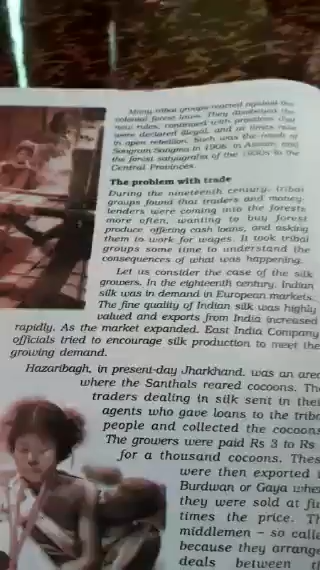 Many tribal groups reacted against the
colonial forest laws. They disobeyed the
new rules, continued with practices that
were declared illegal, and at times rose
in open rebellion. Such was the revolt of
Songram Sangma in 1906 in Assam, and
the forest satyagraha of the 1930s in the
Central Provinces.
The problem with trade
During the nineteenth century, tribal
groups found that traders and money-
lenders were coming into the forests
more often, wanting to buy forest
produce offering cash loans, and asking
them to work for wages. It took tribal
groups some time to understand the
consequences of what was happening.
Let us consider the case of the silk
growers. In the eighteenth century, Indian
silk was in demand in European markets.
The fine quality of Indian silk was highly
valued and exports from India increased
rapidly. As the market expanded, East India Company
officials tried to encourage silk production to meet the
growing demand.
Hazaribagh, in present-day Jharkhand, was an area
where the Santhals reared cocoons. The
traders dealing in silk sent in their
agents who gave loans to the tribal
people and collected the cocoons.
The growers were paid Rs 3 to Rs
for a thousand cocoons. These
were then exported
Burdwan or Gaya where
they were sold at five
times the price. The
middlemen – so called
because they arranged
deals between